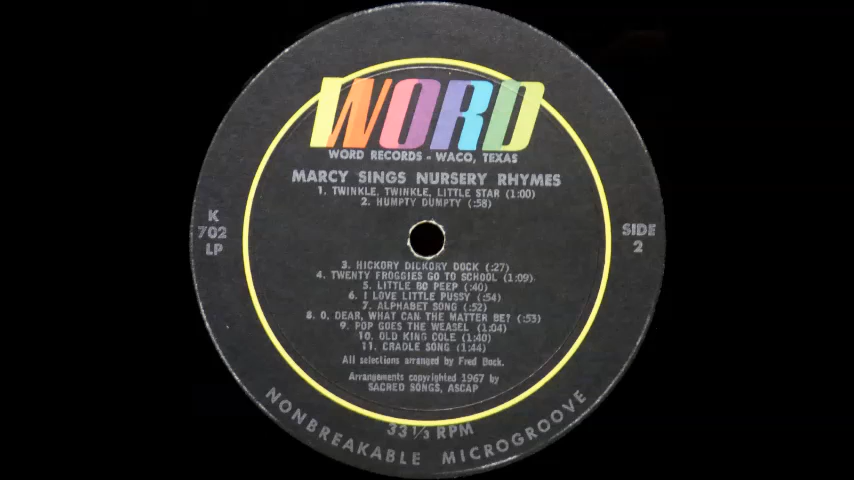 WORD
WORD RECORDS - WACO, TEXAS
MARCY SINGS NURSERY RHYMES
1. TWINKLE, TWINKLE, LITTLE STAR (1:00)
2. HUMPTY DUMPTY (:58)
K
702
LP
SIDE
2
3. HICKORY DICKORY DOCK (:27)
4. TWENTY FROGGIES GO TO SCHOOL (1:09)
5. LITTLE BO PEEP (:40)
6. I LOVE LITTLE PUSSY (:54)
7. ALPHABET SONG (:52)
8. O, DEAR, WHAT CAN THE MATTER BE? (:53)
9. POP GOES THE WEASEL (1:04)
10. OLD KING COLE (1:40)
11. CRADLE SONG (1:44)
All selections arranged by Fred Bock.
Arrangements copyrighted 1967 by
SACRED SONGS, ASCAP
33 1/3 RPM
NONBREAKABLE MICROGROOVE